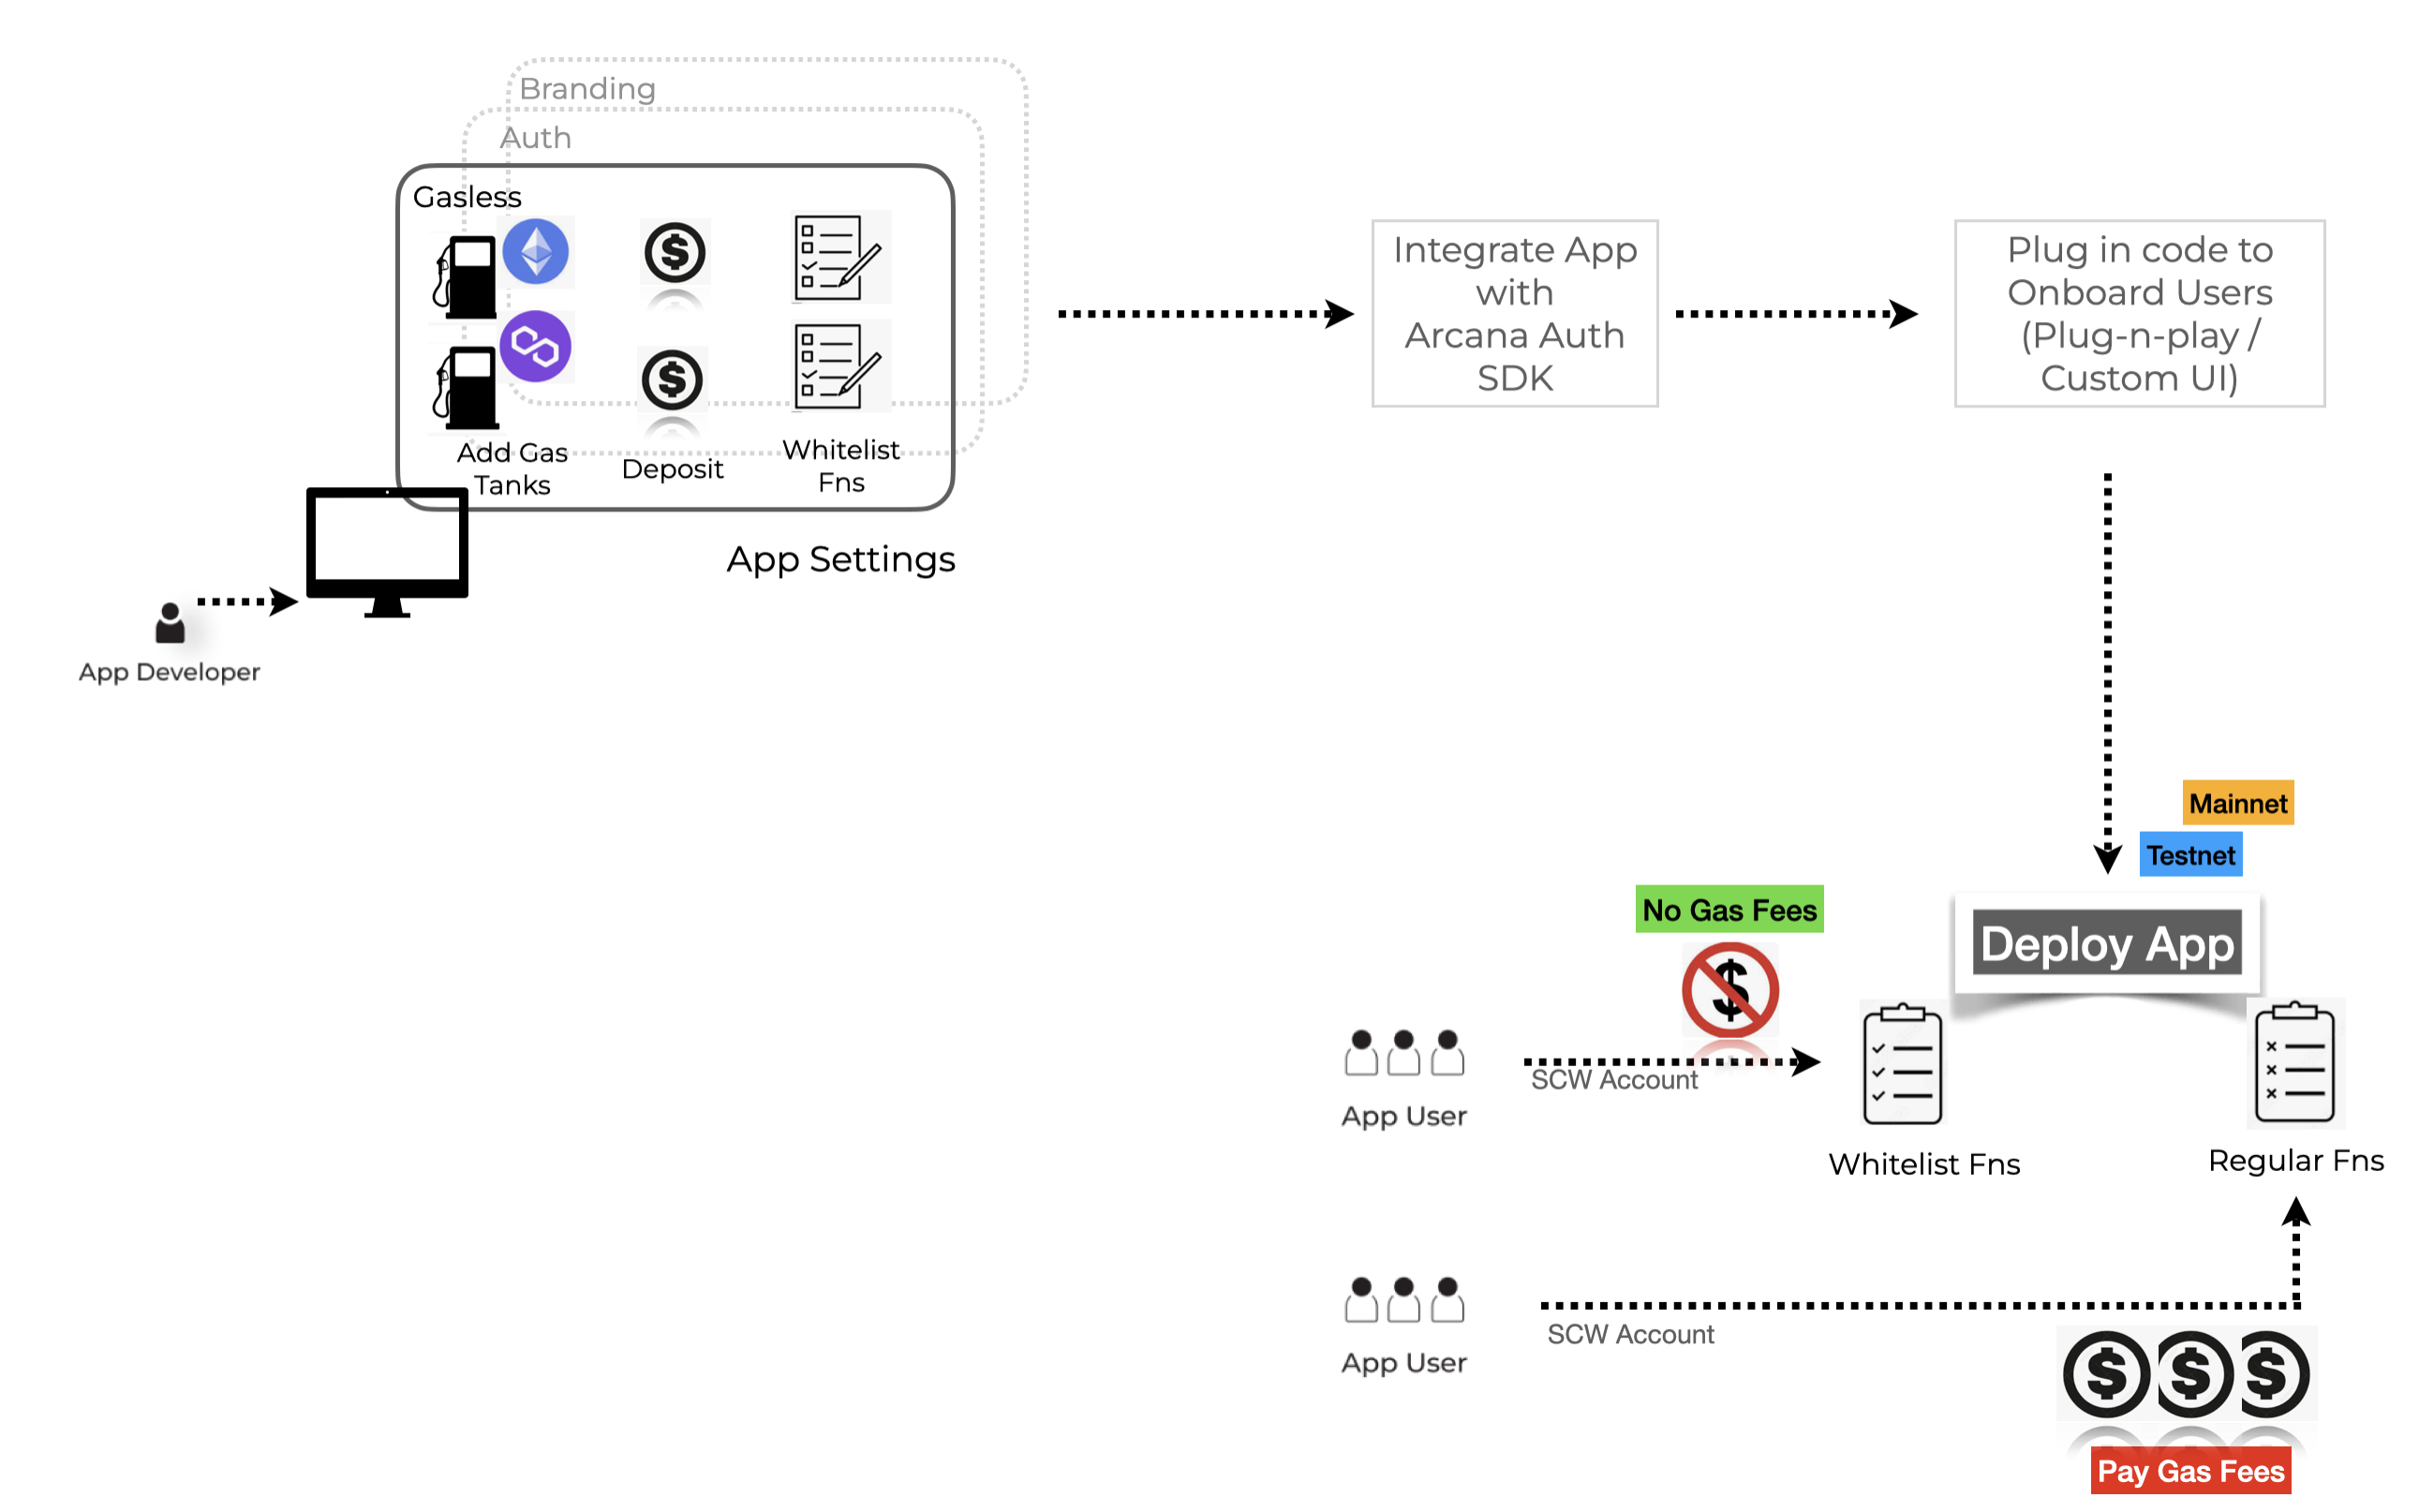 Branding
Auth
Gasless
Add Gas
Tanks
Deposit
Whitelist
Fns
App Settings
App Developer
Integrate App
with
Arcana Auth
SDK
Plug in code to
Onboard Users
(Plug-n-play /
Custom UI)
Mainnet
Testnet
Deploy App
No Gas Fees
SCW Account
App User
Whitelist Fns
Regular Fns
SCW Account
App User
Pay Gas Fees